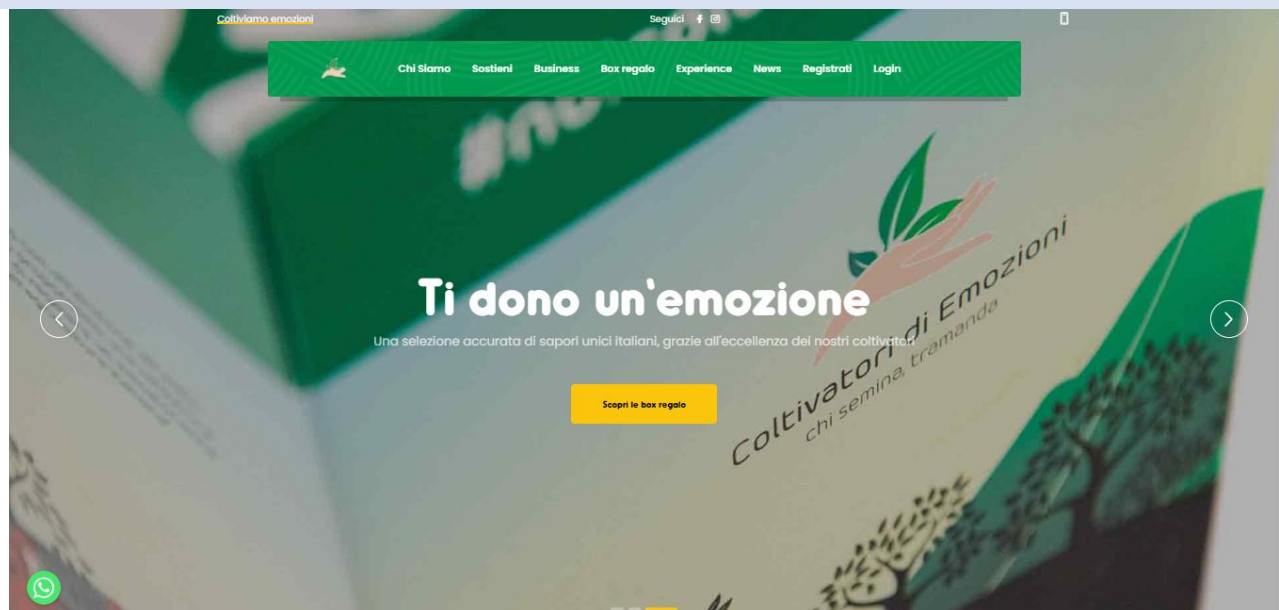 Coltiviamo emozioni
Seguici
Chi Siamo Sostieni Business Box regalo Experience News Registrati Login
Ti dono un'emozione
Una selezione accurata di sapori unici italiani, grazie all'eccellenza dei nostri coltivatori
Scopri le box regalo
Coltivatori di Emozioni
chi semina, tramanda